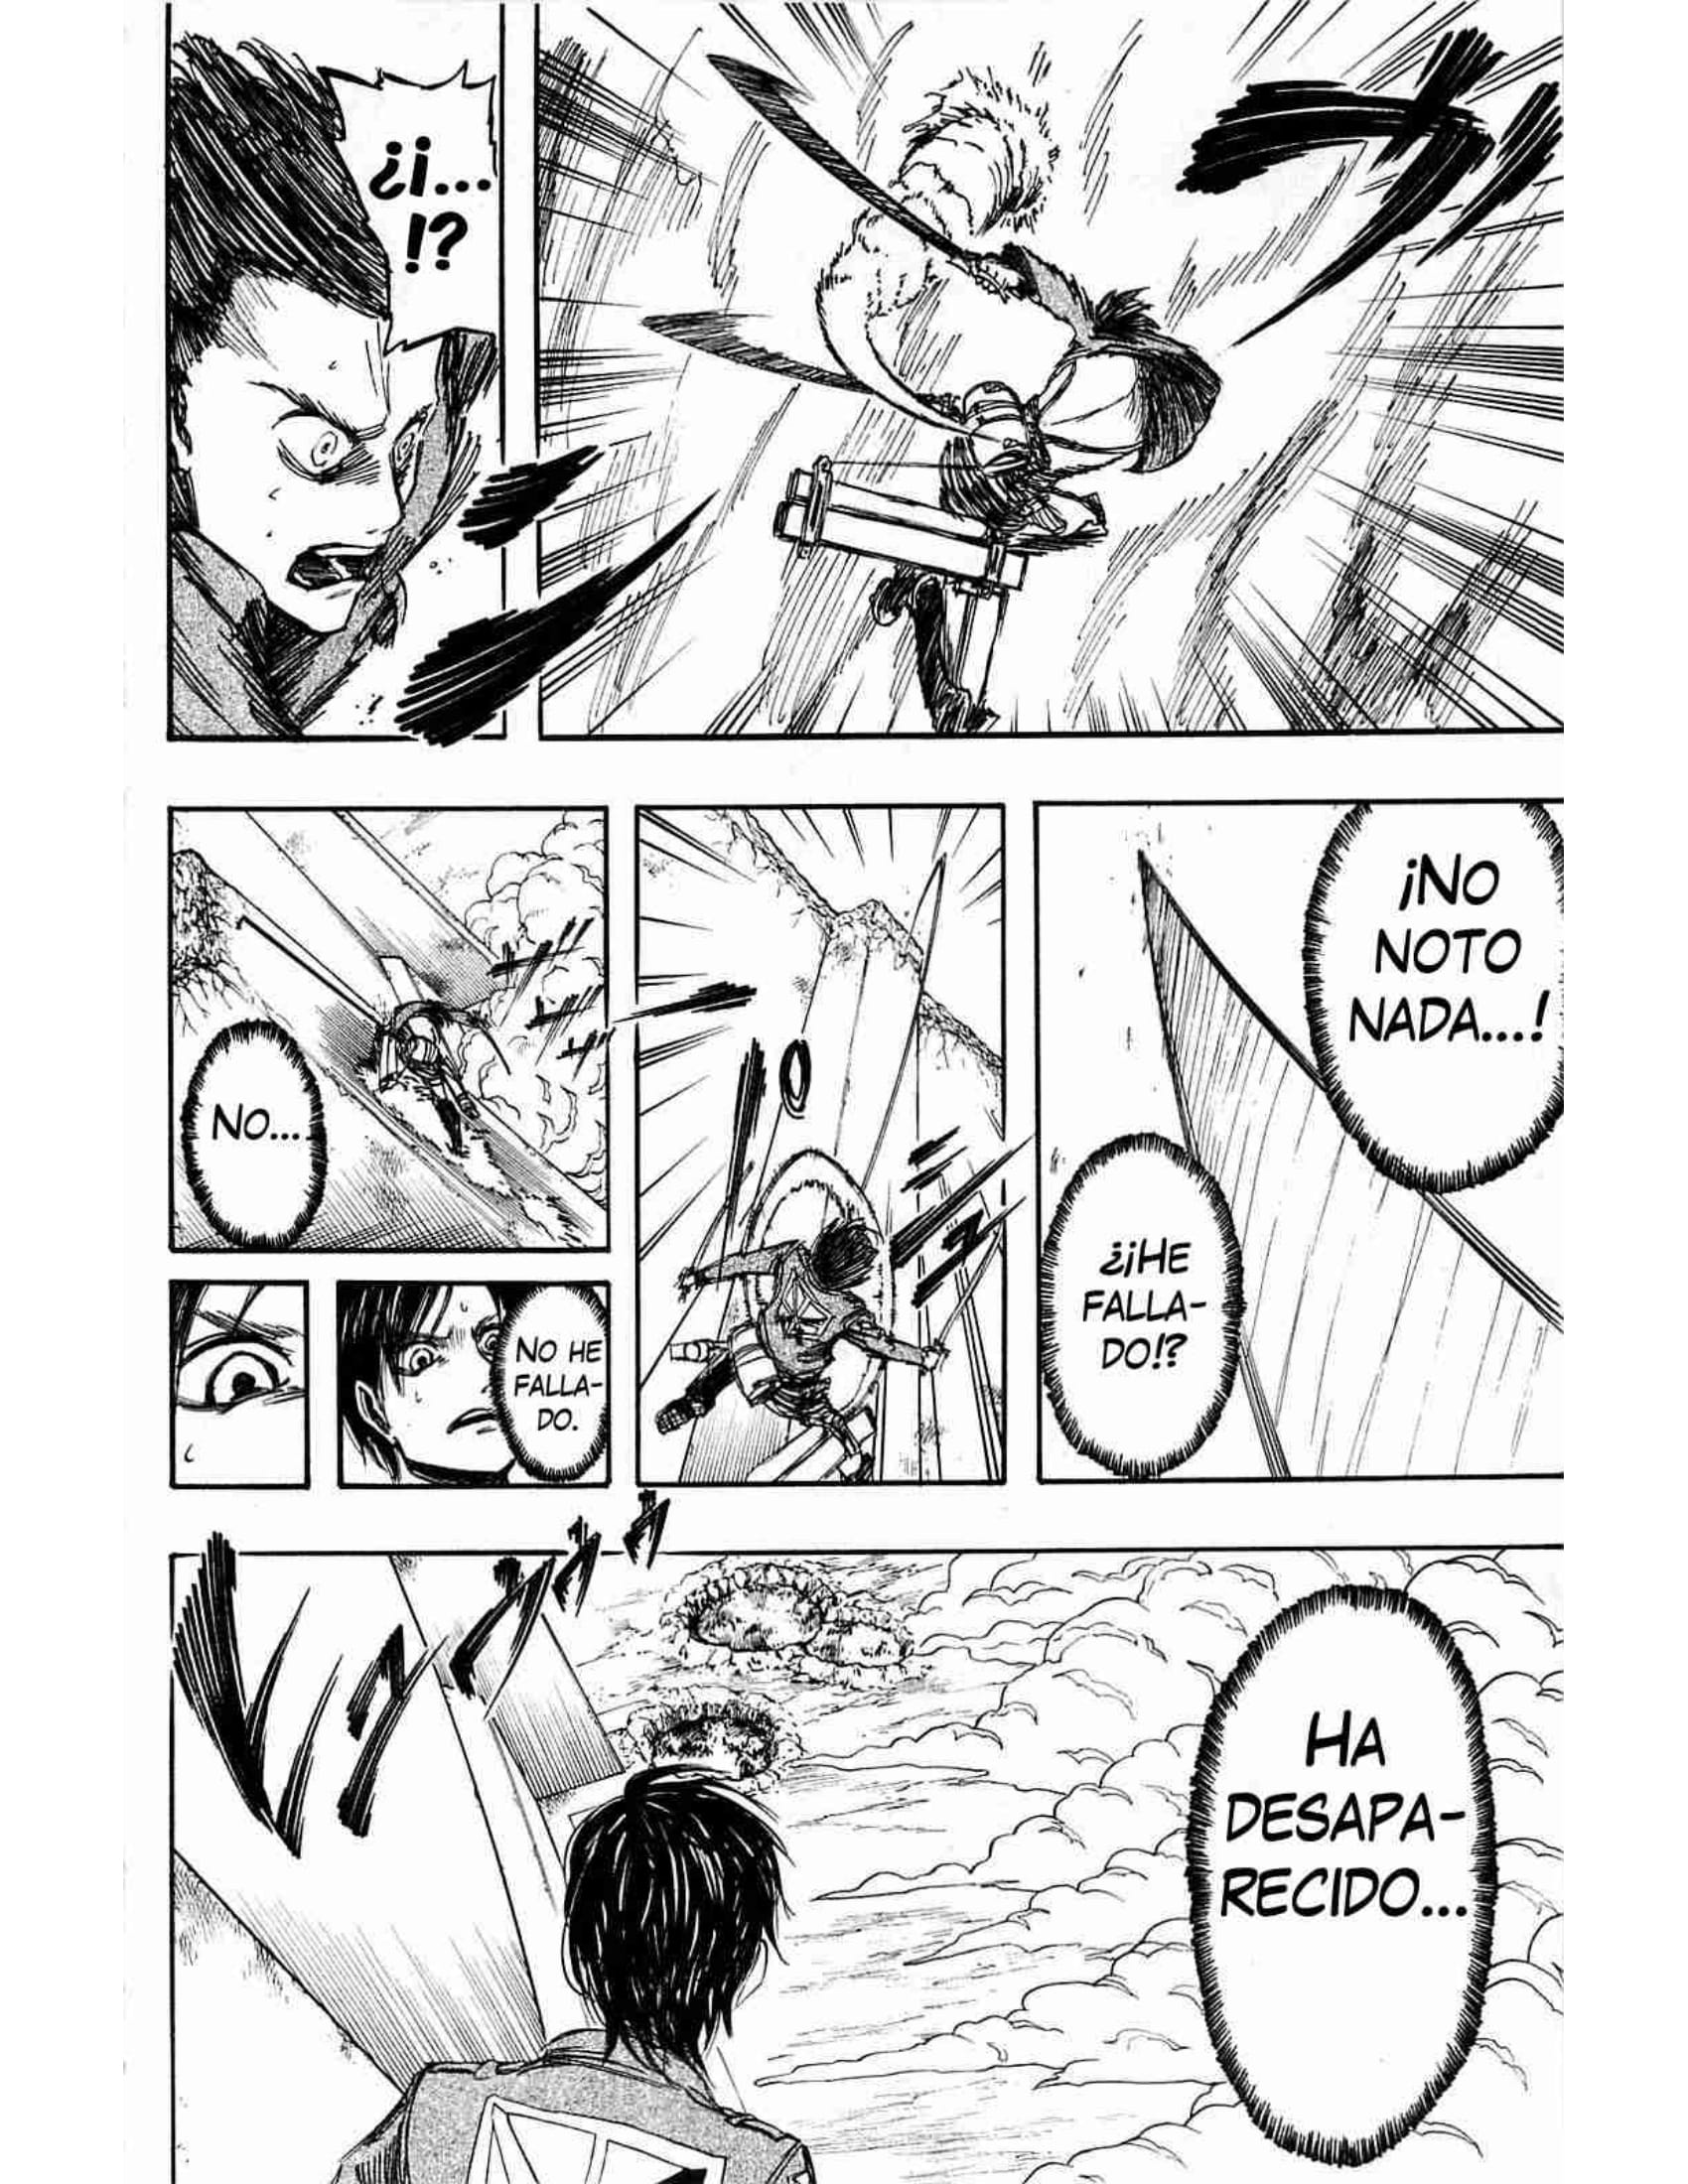 ¿¡...
!?
¡NO
NOTO
NADA...!
¿¡HE
FALLA-
DO!?
NO...
NO HE
FALLA-
DO.
HA
DESAPA-
RECIDO...